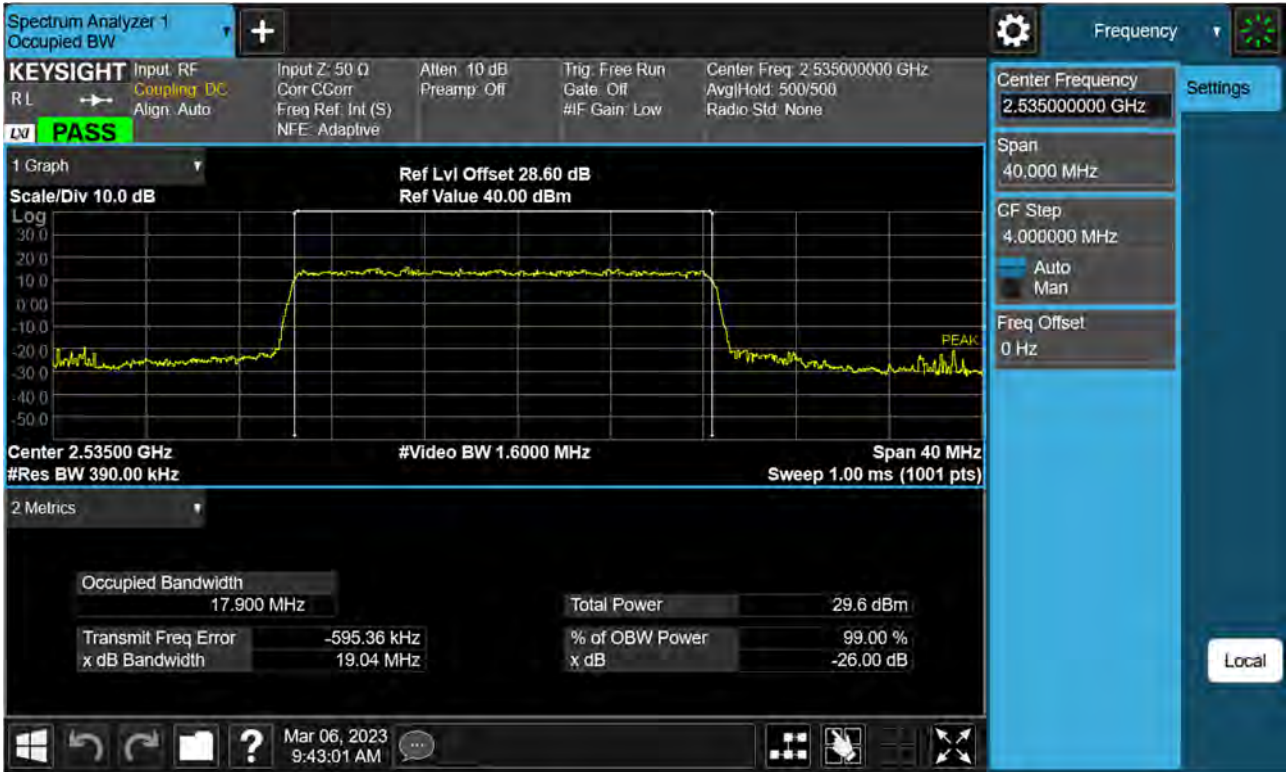 Spectrum Analyzer 1
Occupied BW
Frequency
KEYSIGHT
Input: RF
Coupling: DC
Align: Auto
Input Z: 50 Ω
Corr CCorr
Freq Ref: Int (S)
NFE: Adaptive
Atten: 10 dB
Preamp: Off
Trig: Free Run
Gate: Off
#IF Gain: Low
Center Freq: 2.535000000 GHz
Avg|Hold: 500/500
Radio Std: None
R L
LXI
PASS
Center Frequency
2.535000000 GHz
Settings
Span
40.000 MHz
CF Step
4.000000 MHz
Auto
Man
Freq Offset
0 Hz
1 Graph
Ref Lvl Offset 28.60 dB
Scale/Div 10.0 dB
Ref Value 40.00 dBm
Log
30.0
20.0
10.0
0.00
-10.0
PEAK
-20.0
-30.0
-40.0
-50.0
Center 2.53500 GHz
#Video BW 1.6000 MHz
Span 40 MHz
#Res BW 390.00 kHz
Sweep 1.00 ms (1001 pts)
2 Metrics
Occupied Bandwidth
17.900 MHz
Total Power 29.6 dBm
Transmit Freq Error -595.36 kHz
% of OBW Power 99.00 %
x dB Bandwidth 19.04 MHz
x dB -26.00 dB
Local
Mar 06, 2023
9:43:01 AM